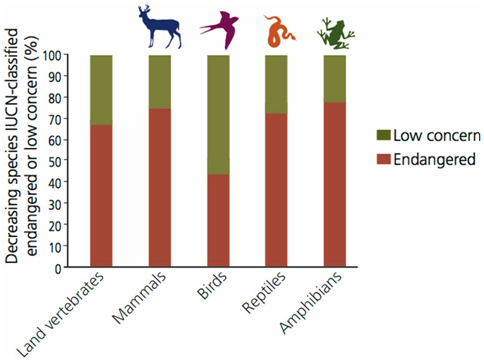 Decreasing species IUCN-classified
endangered or low concern (%)
100
90
80
70
60
50
40
30
20
10
0
Land vertebrates
Mammals
Birds
Reptiles
Amphibians
Low concern
Endangered